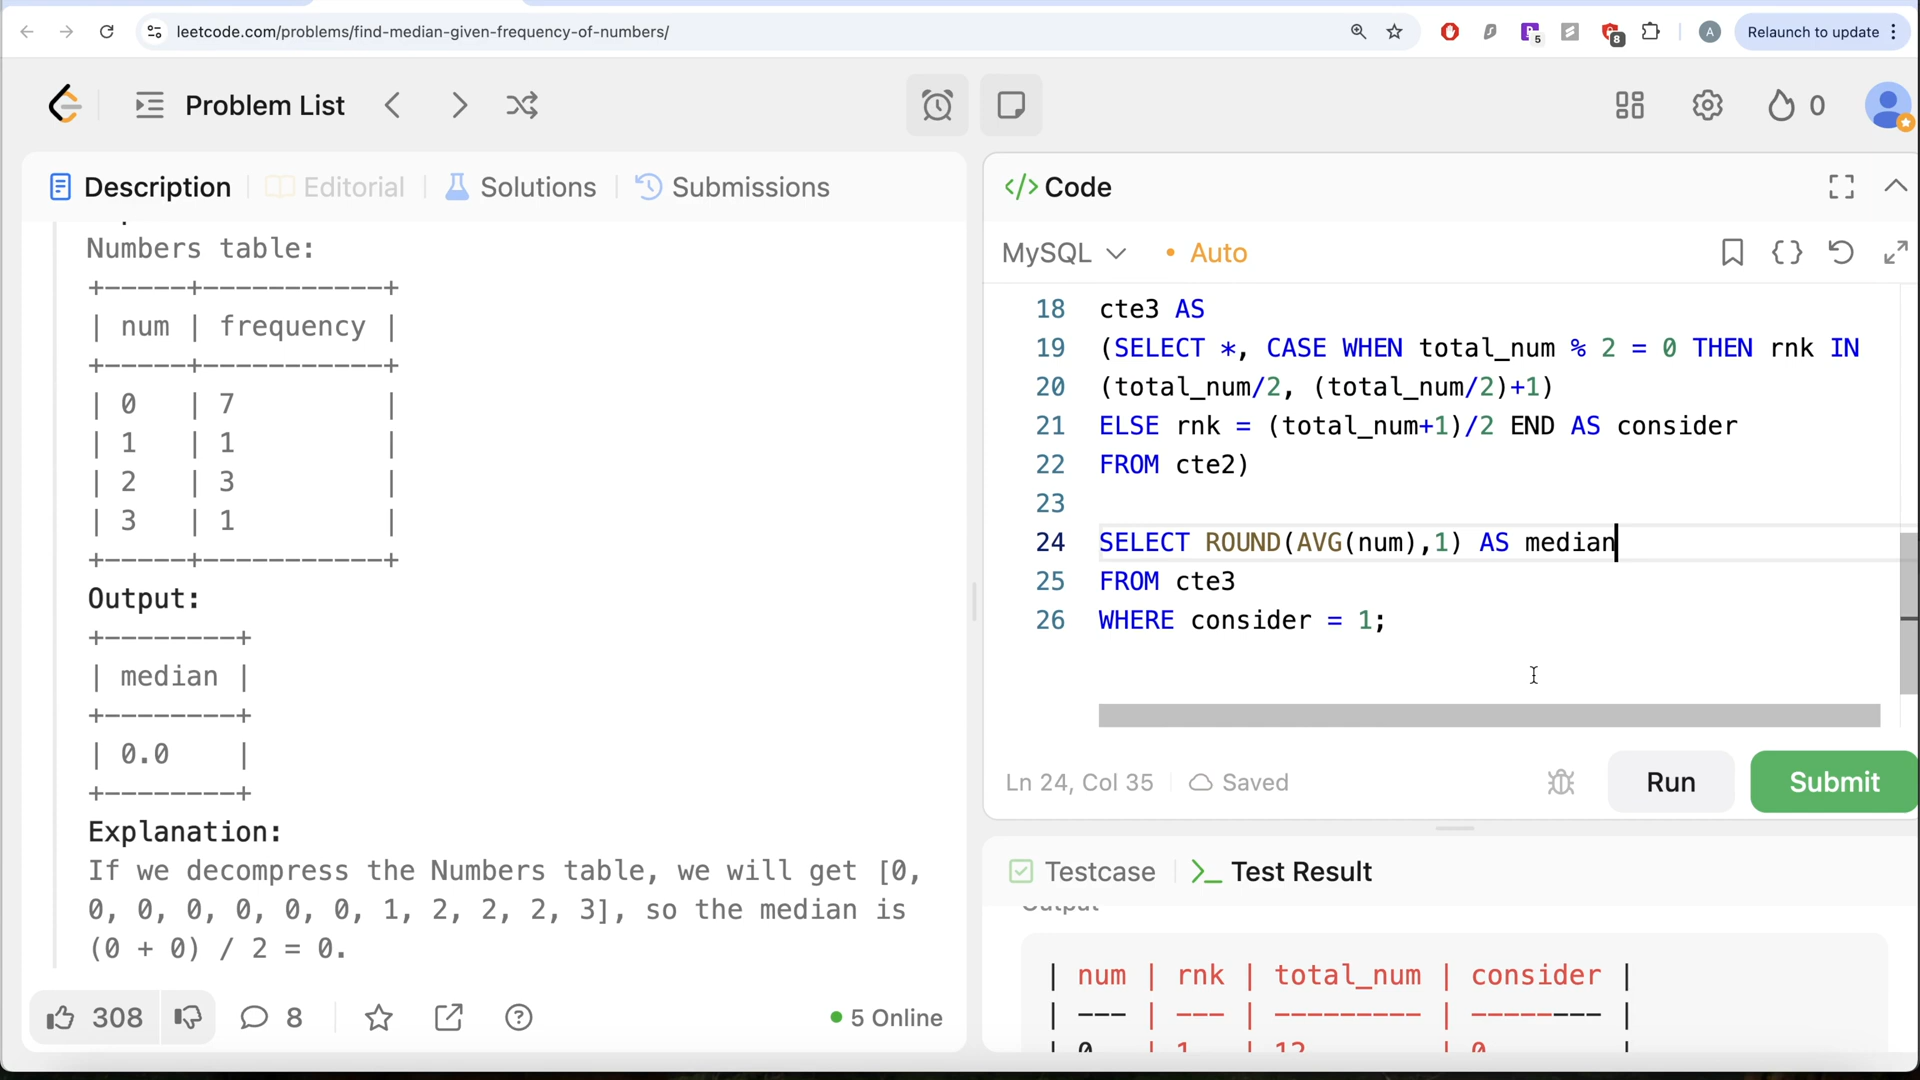 leetcode.com/problems/find-median-given-frequency-of-numbers/
5
8
A
Relaunch to update
Problem List
0
Description
Editorial
Solutions
Submissions
Numbers table:
+-----+-----------+
| num | frequency |
+-----+-----------+
| 0   | 7         |
| 1   | 1         |
| 2   | 3         |
| 3   | 1         |
+-----+-----------+
Output:
+--------+
| median |
+--------+
| 0.0    |
+--------+
Explanation:
If we decompress the Numbers table, we will get [0,
0, 0, 0, 0, 0, 0, 1, 2, 2, 2, 3], so the median is
(0 + 0) / 2 = 0.
308
8
5 Online
</> Code
MySQL
• Auto
18 cte3 AS
19 (SELECT *, CASE WHEN total_num % 2 = 0 THEN rnk IN
20 (total_num/2, (total_num/2)+1)
21 ELSE rnk = (total_num+1)/2 END AS consider
22 FROM cte2)
23
24 SELECT ROUND(AVG(num),1) AS median
25 FROM cte3
26 WHERE consider = 1;
Ln 24, Col 35
Saved
Run
Submit
Testcase
>_ Test Result
Output
| num | rnk | total_num | consider |
| --- | --- | --------- | -------- |
| 0 | 1 | 12 | 0 |